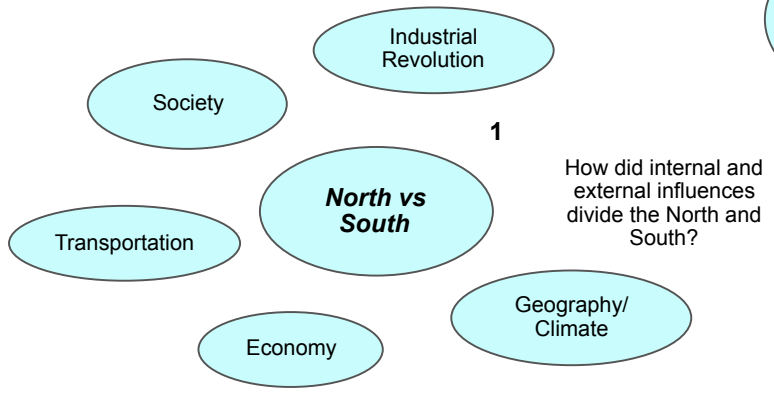 Industrial
Revolution
Society
1
North vs
South
How did internal and
external influences
divide the North and
South?
Transportation
Geography/
Climate
Economy